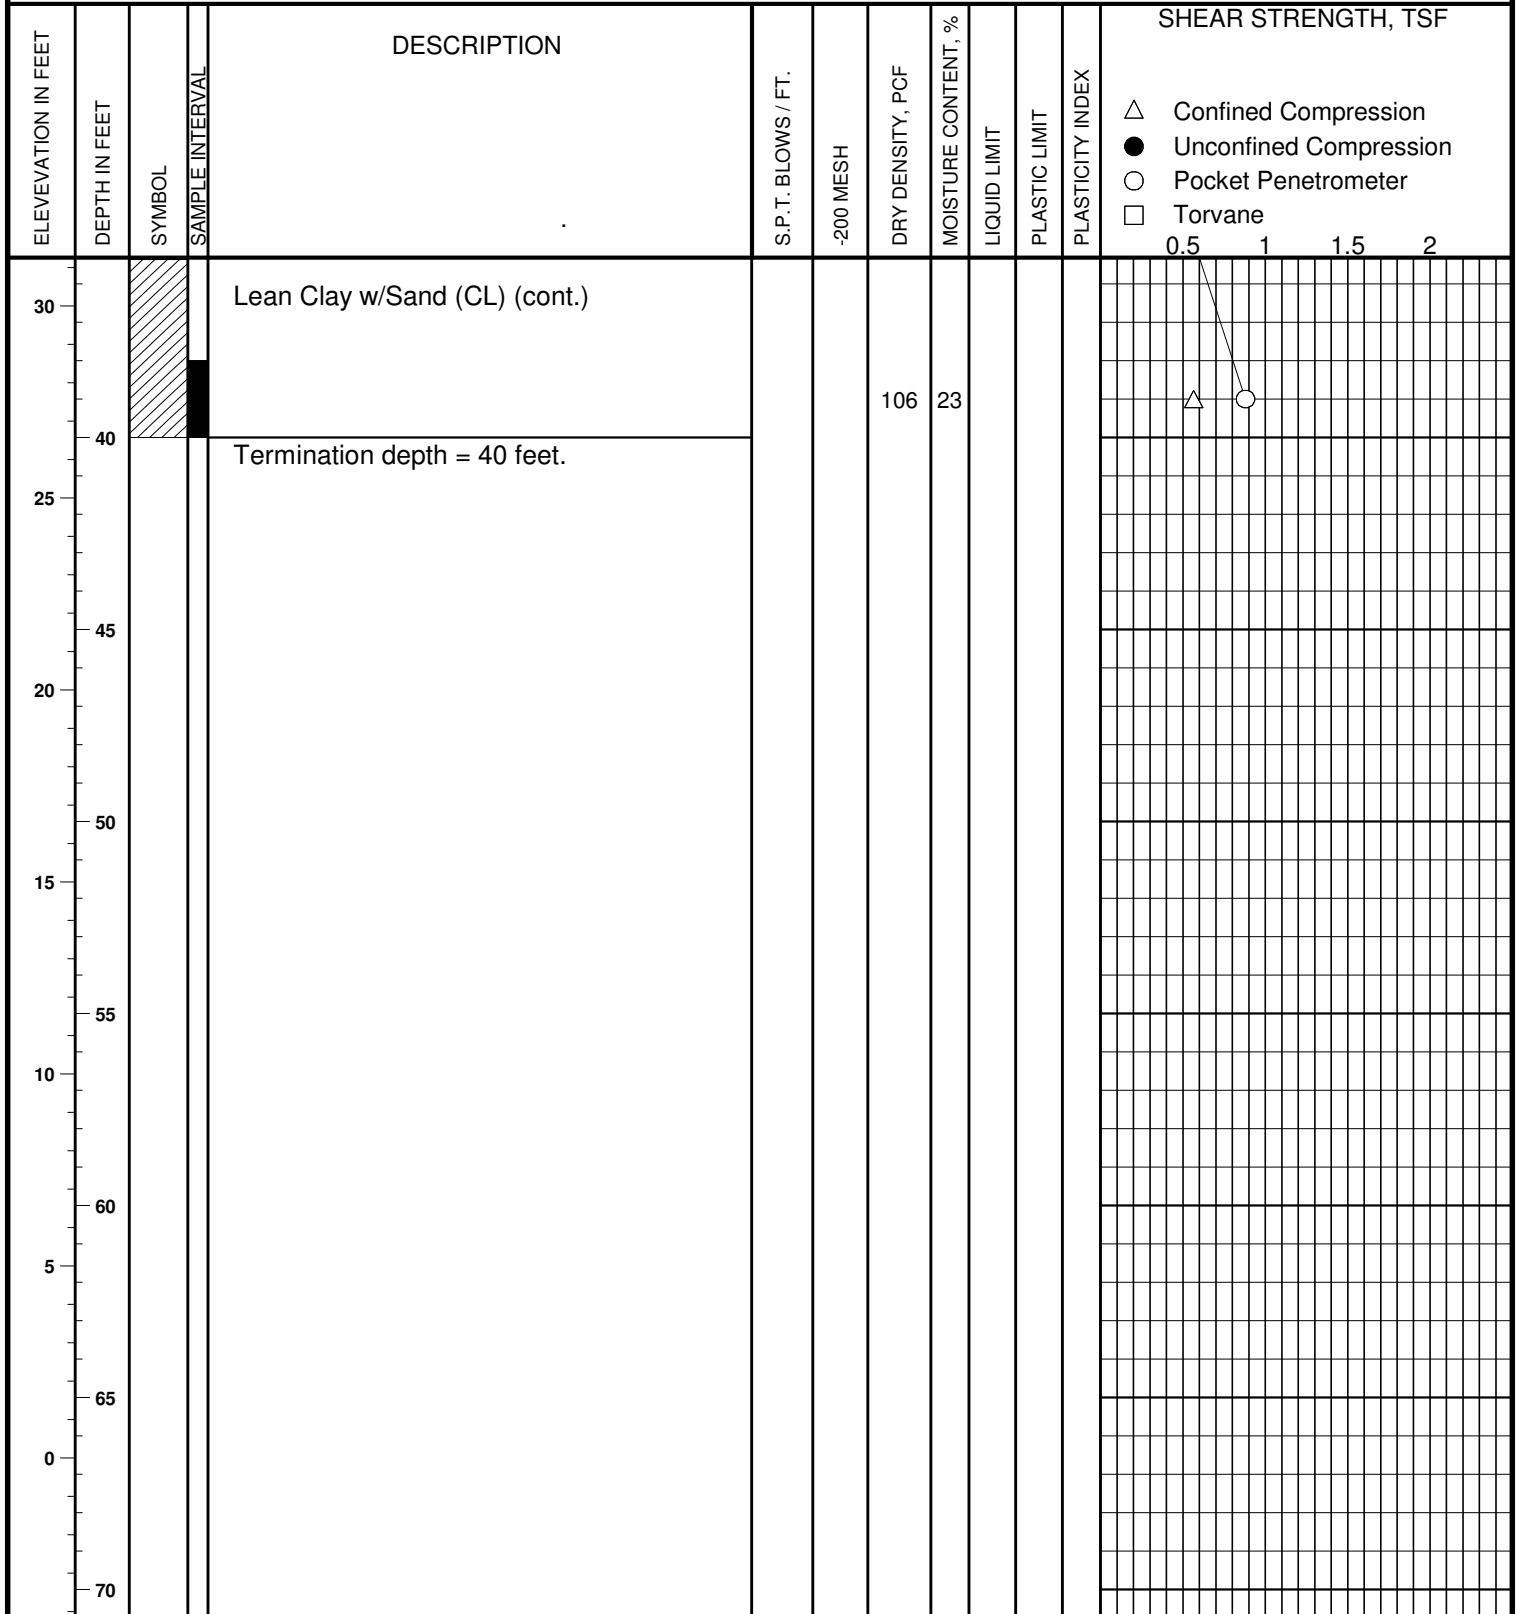 ELEVEVATION IN FEET
DEPTH IN FEET
SYMBOL
SAMPLE INTERVAL
DESCRIPTION
.
S.P.T. BLOWS / FT.
-200 MESH
DRY DENSITY, PCF
MOISTURE CONTENT, %
LIQUID LIMIT
PLASTIC LIMIT
PLASTICITY INDEX
SHEAR STRENGTH, TSF
Confined Compression
Unconfined Compression
Pocket Penetrometer
Torvane
0.5 1 1.5 2
Lean Clay w/Sand (CL) (cont.)
30
106 23
40
Termination depth = 40 feet.
25
45
20
50
15
55
10
60
5
65
0
70